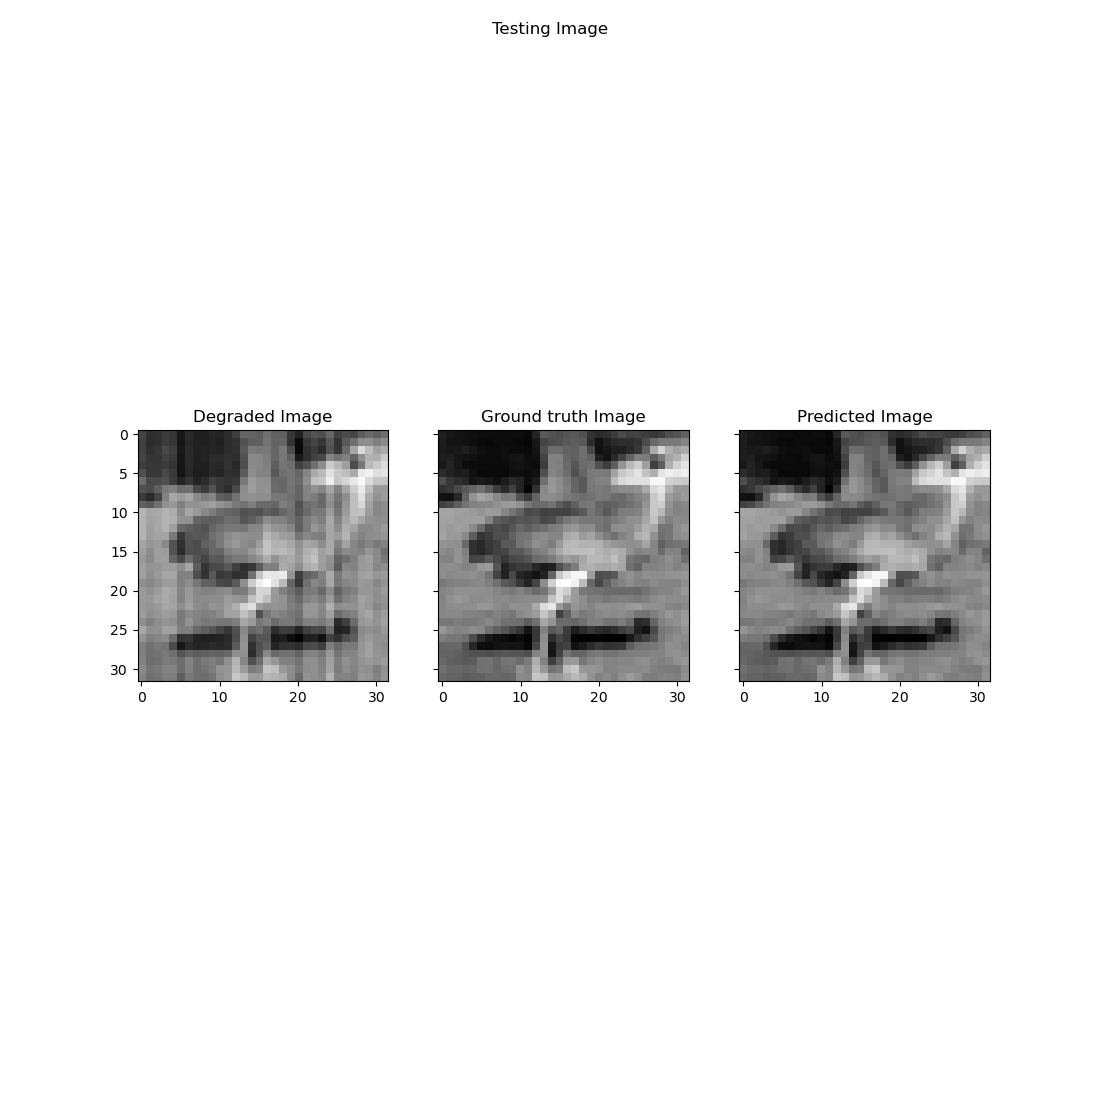 Testing Image
Degraded Image
Ground truth Image
Predicted Image
0
5
10
15
20
25
30
0 10 20 30
0 10 20 30
0 10 20 30